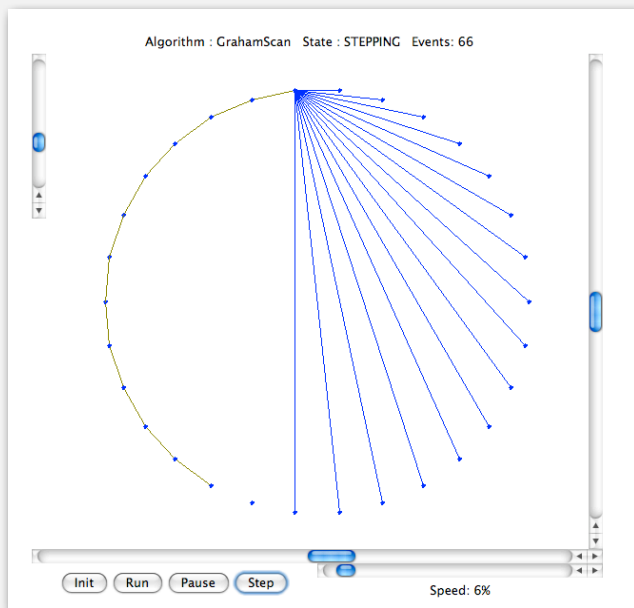 Algorithm : GrahamScan State : STEPPING Events: 66
Init Run Pause Step
Speed: 6%